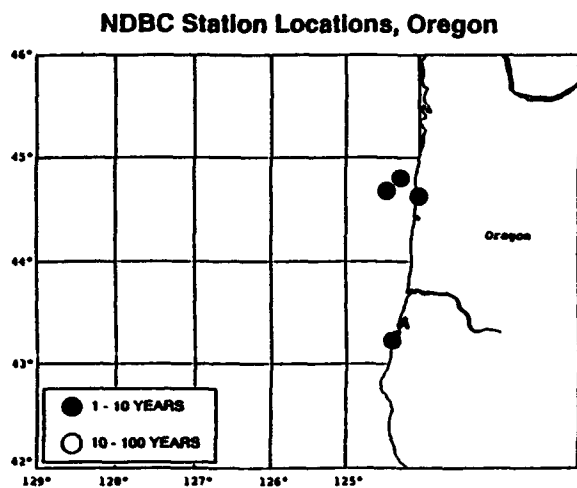 NDBC Station Locations, Oregon
46°
45°
Oregon
44°
43°
1 - 10 YEARS
10 - 100 YEARS
42°
129° 128° 127° 126° 125°